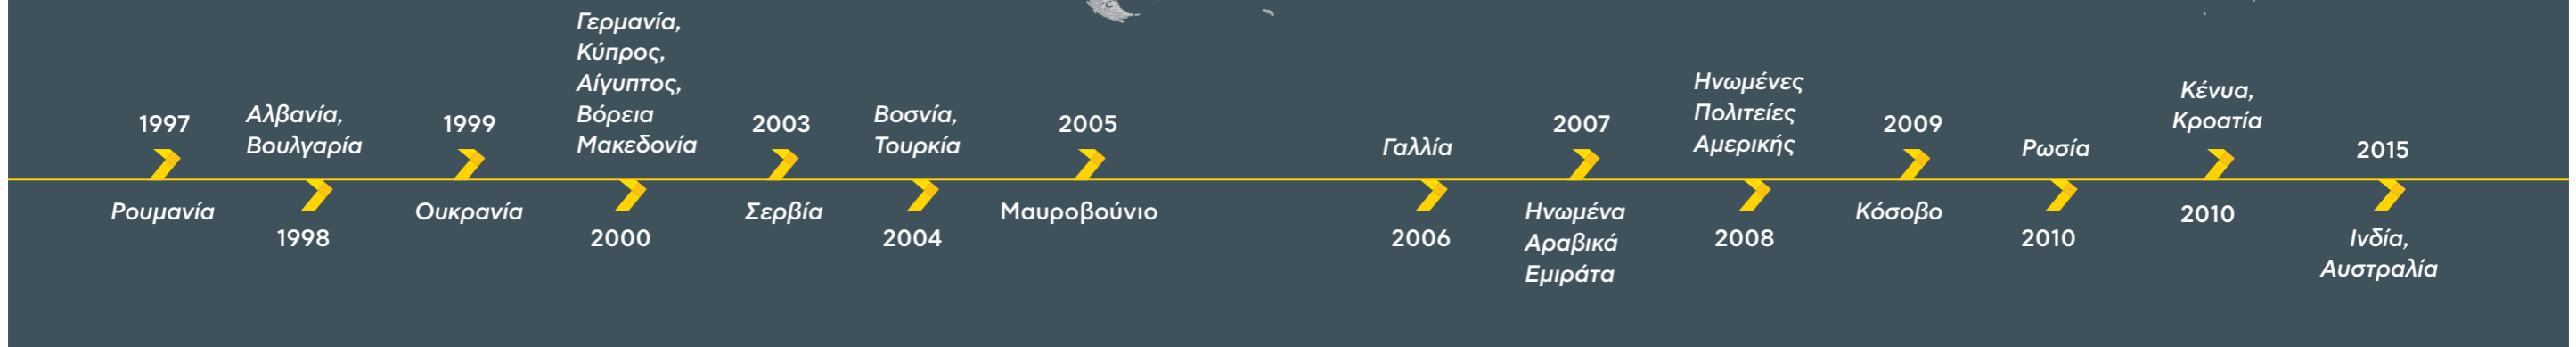 1997
Ρουμανία
Αλβανία,
Βουλγαρία
1998
1999
Ουκρανία
Γερμανία,
Κύπρος,
Αίγυπτος,
Βόρεια
Μακεδονία
2000
2003
Σερβία
Βοσνία,
Τουρκία
2004
2005
Μαυροβούνιο
Γαλλία
2006
2007
Ηνωμένα
Αραβικά
Εμιράτα
Ηνωμένες
Πολιτείες
Αμερικής
2008
2009
Κόσοβο
Ρωσία
2010
Κένυα,
Κροατία
2010
2015
Ινδία,
Αυστραλία